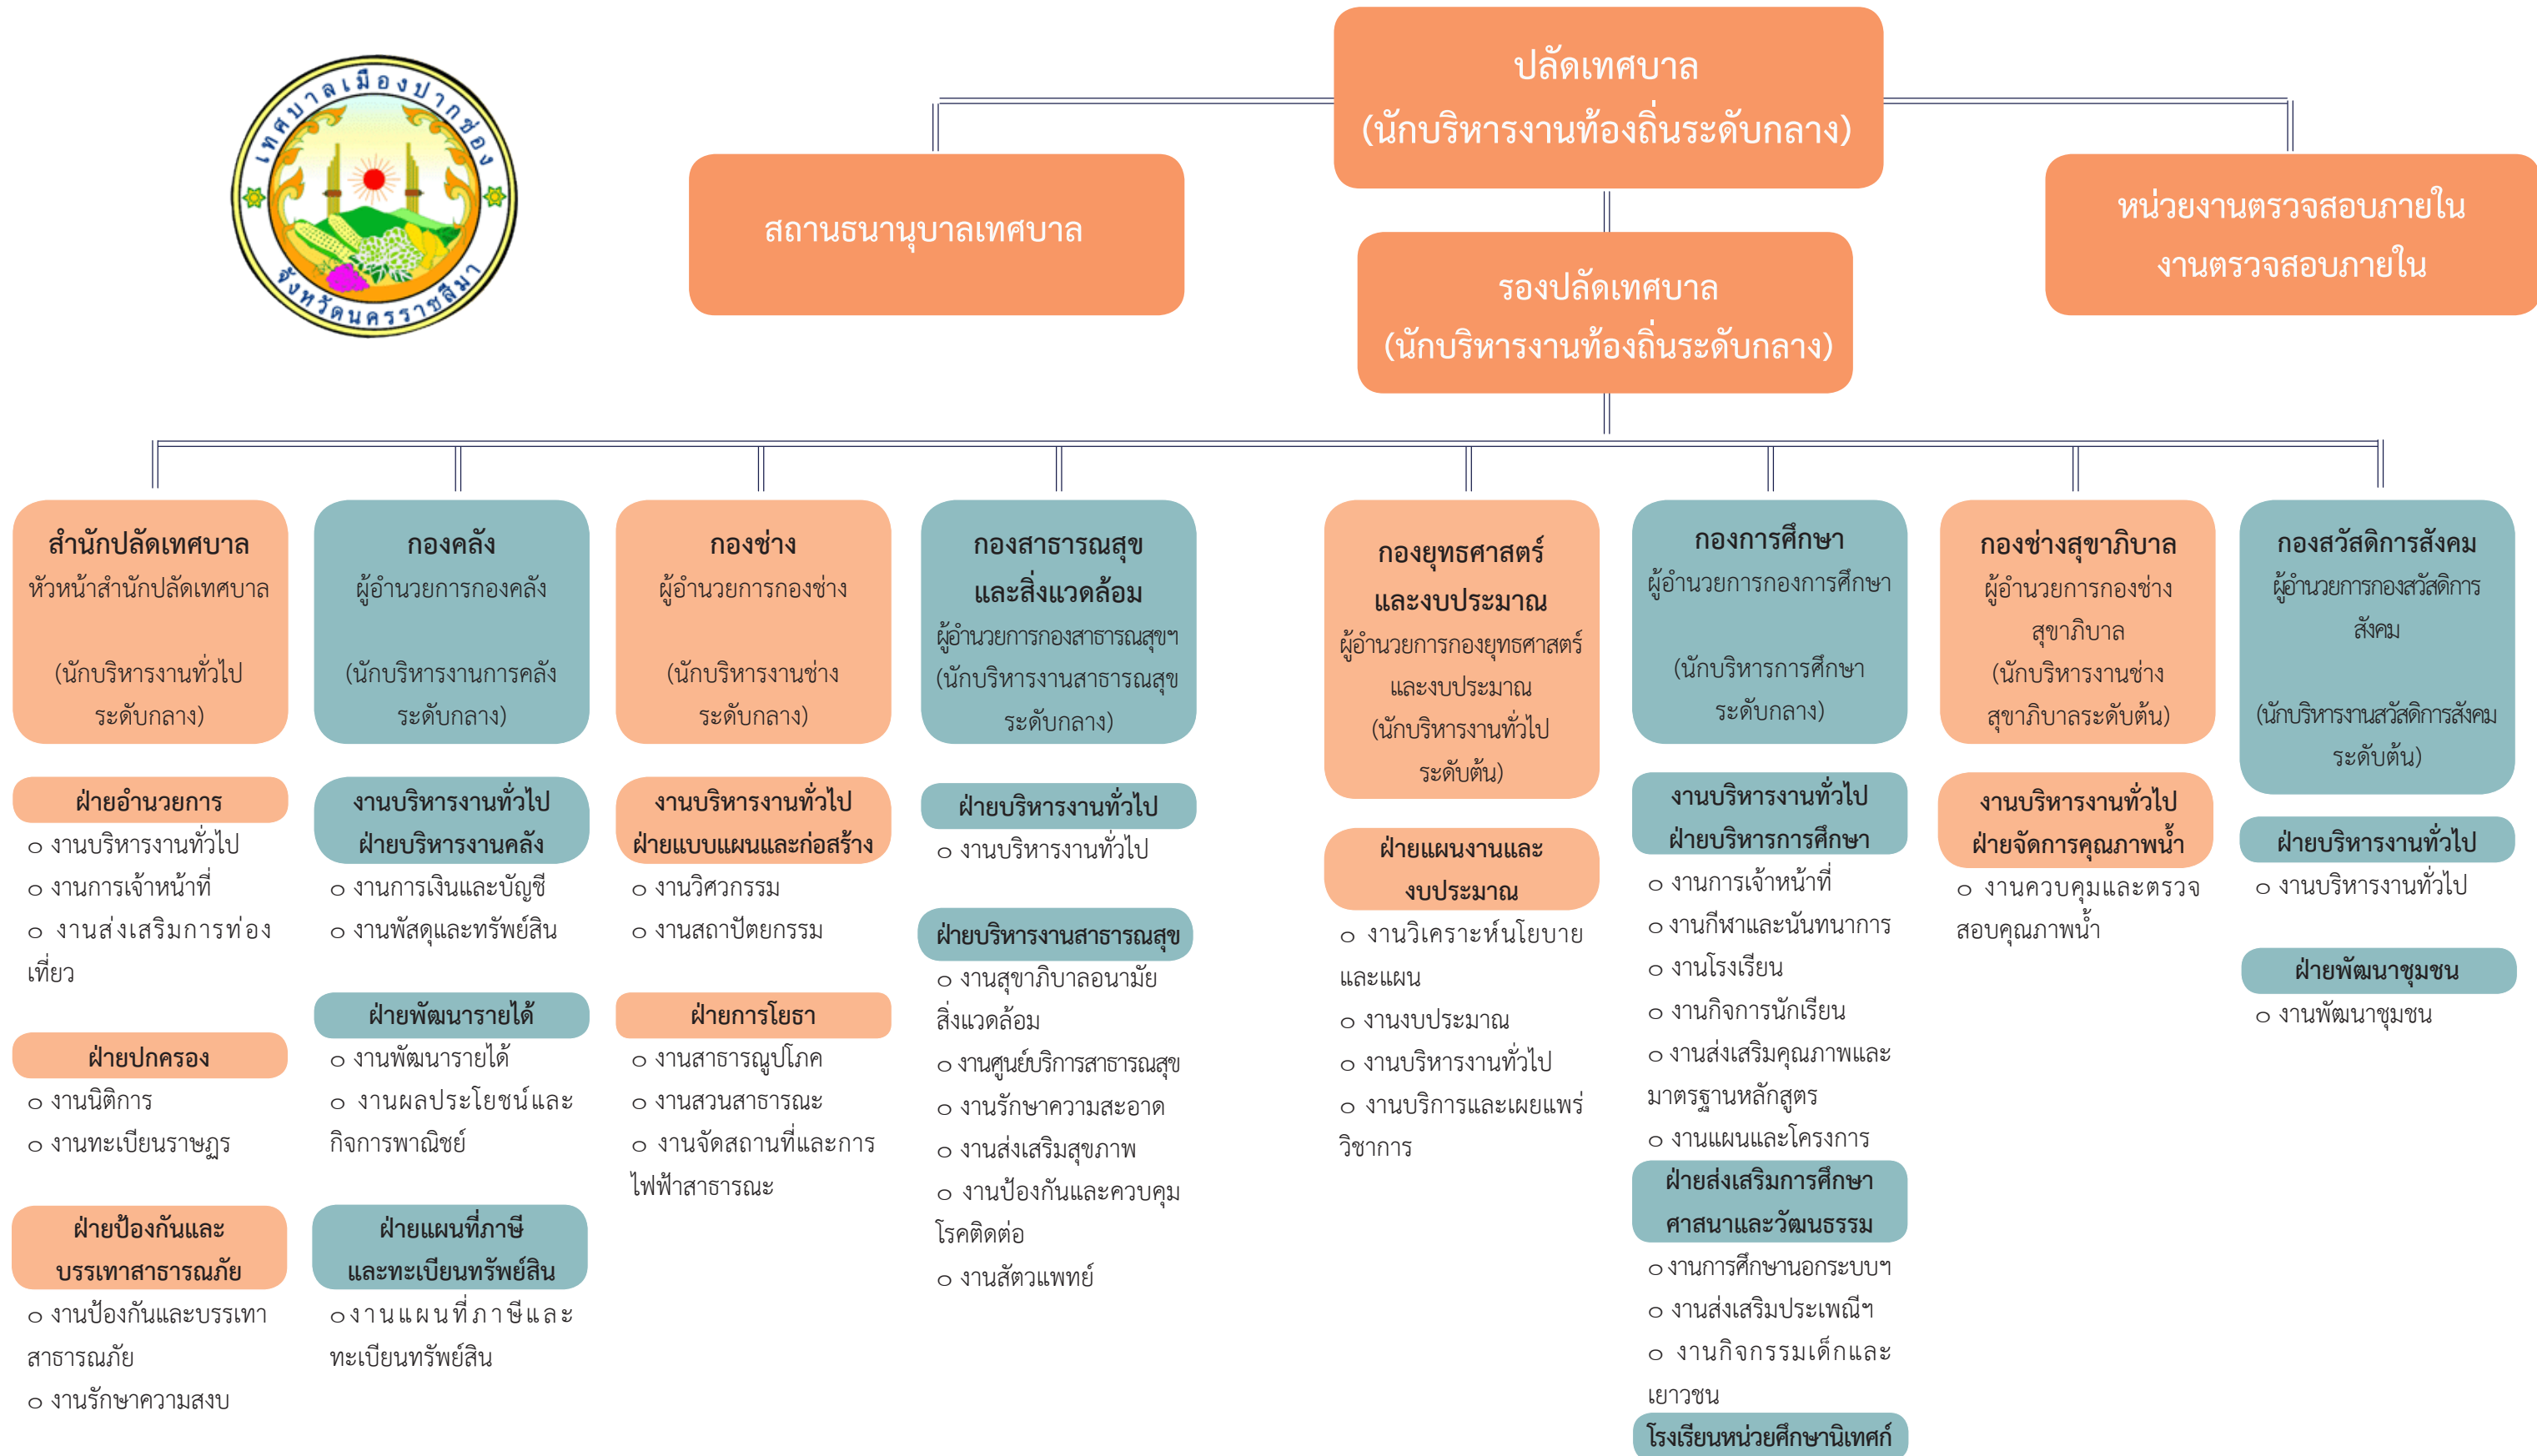 เทศบาลเมืองปากช่อง
จังหวัดนครราชสีมา
ปลัดเทศบาล
(นักบริหารงานท้องถิ่นระดับกลาง)
สถานธนานุบาลเทศบาล
หน่วยงานตรวจสอบภายใน
งานตรวจสอบภายใน
รองปลัดเทศบาล
(นักบริหารงานท้องถิ่นระดับกลาง)
สำนักปลัดเทศบาล
หัวหน้าสำนักปลัดเทศบาล
(นักบริหารงานทั่วไป
ระดับกลาง)
ฝ่ายอำนวยการ
o งานบริหารงานทั่วไป
o งานการเจ้าหน้าที่
o งานส่งเสริมการท่อง
เที่ยว
ฝ่ายปกครอง
o งานนิติการ
o งานทะเบียนราษฎร
ฝ่ายป้องกันและ
บรรเทาสาธารณภัย
o งานป้องกันและบรรเทา
สาธารณภัย
o งานรักษาความสงบ
กองคลัง
ผู้อำนวยการกองคลัง
(นักบริหารงานการคลัง
ระดับกลาง)
งานบริหารงานทั่วไป
ฝ่ายบริหารงานคลัง
o งานการเงินและบัญชี
o งานพัสดุและทรัพย์สิน
ฝ่ายพัฒนารายได้
o งานพัฒนารายได้
o งานผลประโยชน์และ
กิจการพาณิชย์
ฝ่ายแผนที่ภาษี
และทะเบียนทรัพย์สิน
o งานแผนที่ภาษีและ
ทะเบียนทรัพย์สิน
กองช่าง
ผู้อำนวยการกองช่าง
(นักบริหารงานช่าง
ระดับกลาง)
งานบริหารงานทั่วไป
ฝ่ายแบบแผนและก่อสร้าง
o งานวิศวกรรม
o งานสถาปัตยกรรม
ฝ่ายการโยธา
o งานสาธารณูปโภค
o งานสวนสาธารณะ
o งานจัดสถานที่และการ
ไฟฟ้าสาธารณะ
กองสาธารณสุข
และสิ่งแวดล้อม
ผู้อำนวยการกองสาธารณสุขฯ
(นักบริหารงานสาธารณสุข
ระดับกลาง)
ฝ่ายบริหารงานทั่วไป
o งานบริหารงานทั่วไป
ฝ่ายบริหารงานสาธารณสุข
o งานสุขาภิบาลอนามัย
สิ่งแวดล้อม
o งานศูนย์บริการสาธารณสุข
o งานรักษาความสะอาด
o งานส่งเสริมสุขภาพ
o งานป้องกันและควบคุม
โรคติดต่อ
o งานสัตวแพทย์
กองยุทธศาสตร์
และงบประมาณ
ผู้อำนวยการกองยุทธศาสตร์
และงบประมาณ
(นักบริหารงานทั่วไป
ระดับต้น)
ฝ่ายแผนงานและ
งบประมาณ
o งานวิเคราะห์นโยบาย
และแผน
o งานงบประมาณ
o งานบริหารงานทั่วไป
o งานบริการและเผยแพร่
วิชาการ
กองการศึกษา
ผู้อำนวยการกองการศึกษา
(นักบริหารการศึกษา
ระดับกลาง)
งานบริหารงานทั่วไป
ฝ่ายบริหารการศึกษา
o งานการเจ้าหน้าที่
o งานกีฬาและนันทนาการ
o งานโรงเรียน
o งานกิจการนักเรียน
o งานส่งเสริมคุณภาพและ
มาตรฐานหลักสูตร
o งานแผนและโครงการ
ฝ่ายส่งเสริมการศึกษา
ศาสนาและวัฒนธรรม
o งานการศึกษานอกระบบฯ
o งานส่งเสริมประเพณีฯ
o งานกิจกรรมเด็กและ
เยาวชน
โรงเรียนหน่วยศึกษานิเทศก์
กองช่างสุขาภิบาล
ผู้อำนวยการกองช่าง
สุขาภิบาล
(นักบริหารงานช่าง
สุขาภิบาลระดับต้น)
งานบริหารงานทั่วไป
ฝ่ายจัดการคุณภาพน้ำ
o งานควบคุมและตรวจ
สอบคุณภาพน้ำ
กองสวัสดิการสังคม
ผู้อำนวยการกองสวัสดิการ
สังคม
(นักบริหารงานสวัสดิการสังคม
ระดับต้น)
ฝ่ายบริหารงานทั่วไป
o งานบริหารงานทั่วไป
ฝ่ายพัฒนาชุมชน
o งานพัฒนาชุมชน